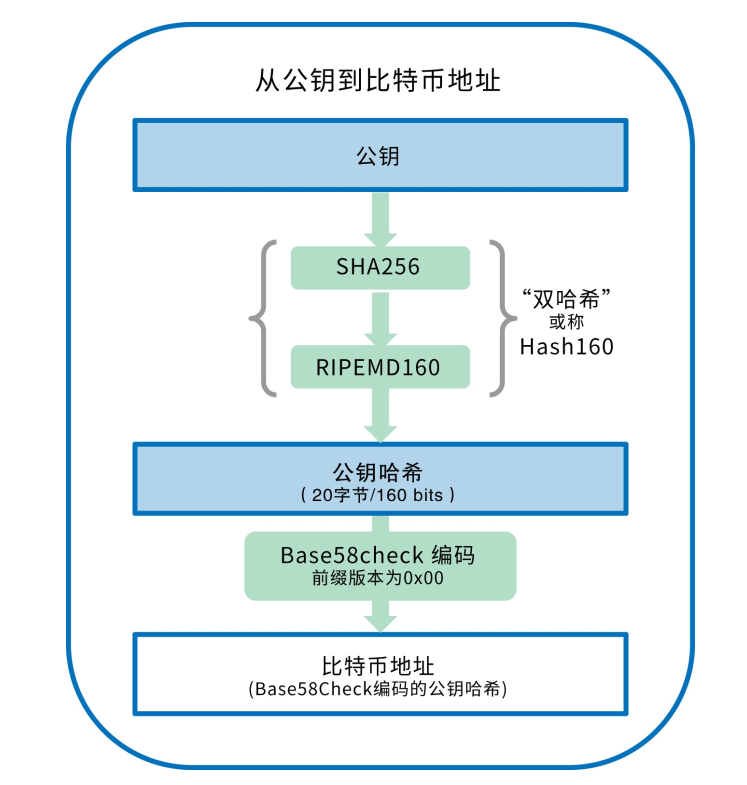 从公钥到比特币地址
公钥
SHA256
RIPEMD160
“双哈希”
或称
Hash160
公钥哈希
( 20字节/160 bits )
Base58check 编码
前缀版本为0x00
比特币地址
(Base58Check编码的公钥哈希)